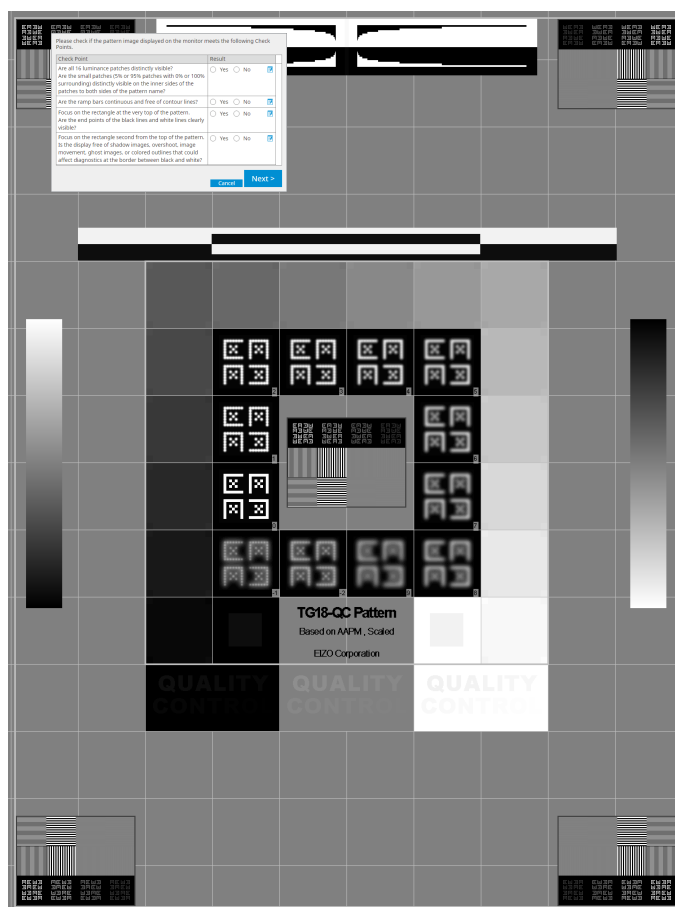 Please check if the pattern image displayed on the monitor meets the following Check
Points.
Check Point Result
Are all 16 luminance patches distinctly visible?
Are the small patches (5% or 95% patches with 0% or 100%
surrounding) distinctly visible on the inner sides of the
patches to both sides of the pattern name?
Yes No
Are the ramp bars continuous and free of contour lines?
Yes No
Focus on the rectangle at the very top of the pattern.
Are the end points of the black lines and white lines clearly
visible?
Yes No
Focus on the rectangle second from the top of the pattern.
Is the display free of shadow images, overshoot, image
movement, ghost images, or colored outlines that could
affect diagnostics at the border between black and white?
Yes No
Cancel
Next >
TG18-QC Pattern
Based on AAPM , Scaled
EIZO Corporation
QUALITY QUALITY QUALITY
CONTRO CONTRO CONTRO